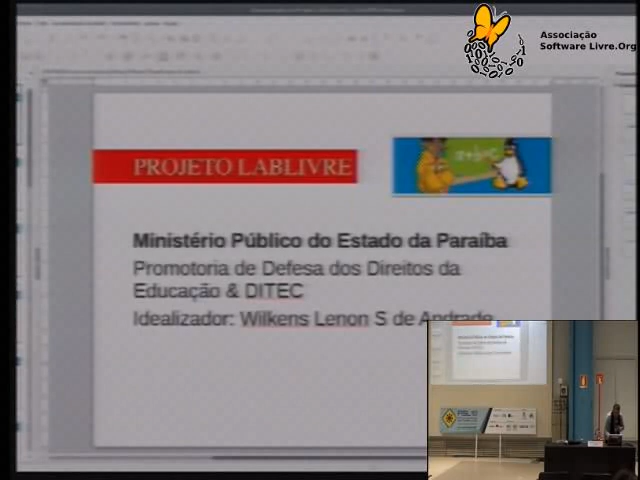 Associação
Software Livre.Org
PROJETO LABLIVRE
Ministério Público do Estado da Paraíba
Promotoria de Defesa dos Direitos da
Educação & DITEC
Idealizador: Wilkens Lenon S de Andrade